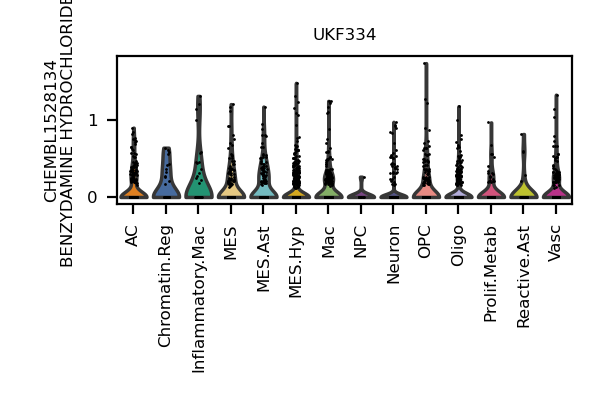 UKF334
CHEMBL1528134
BENZYDAMINE HYDROCHLORIDE
1
0
AC
Chromatin.Reg
Inflammatory.Mac
MES
MES.Ast
MES.Hyp
Mac
NPC
Neuron
OPC
Oligo
Prolif.Metab
Reactive.Ast
Vasc